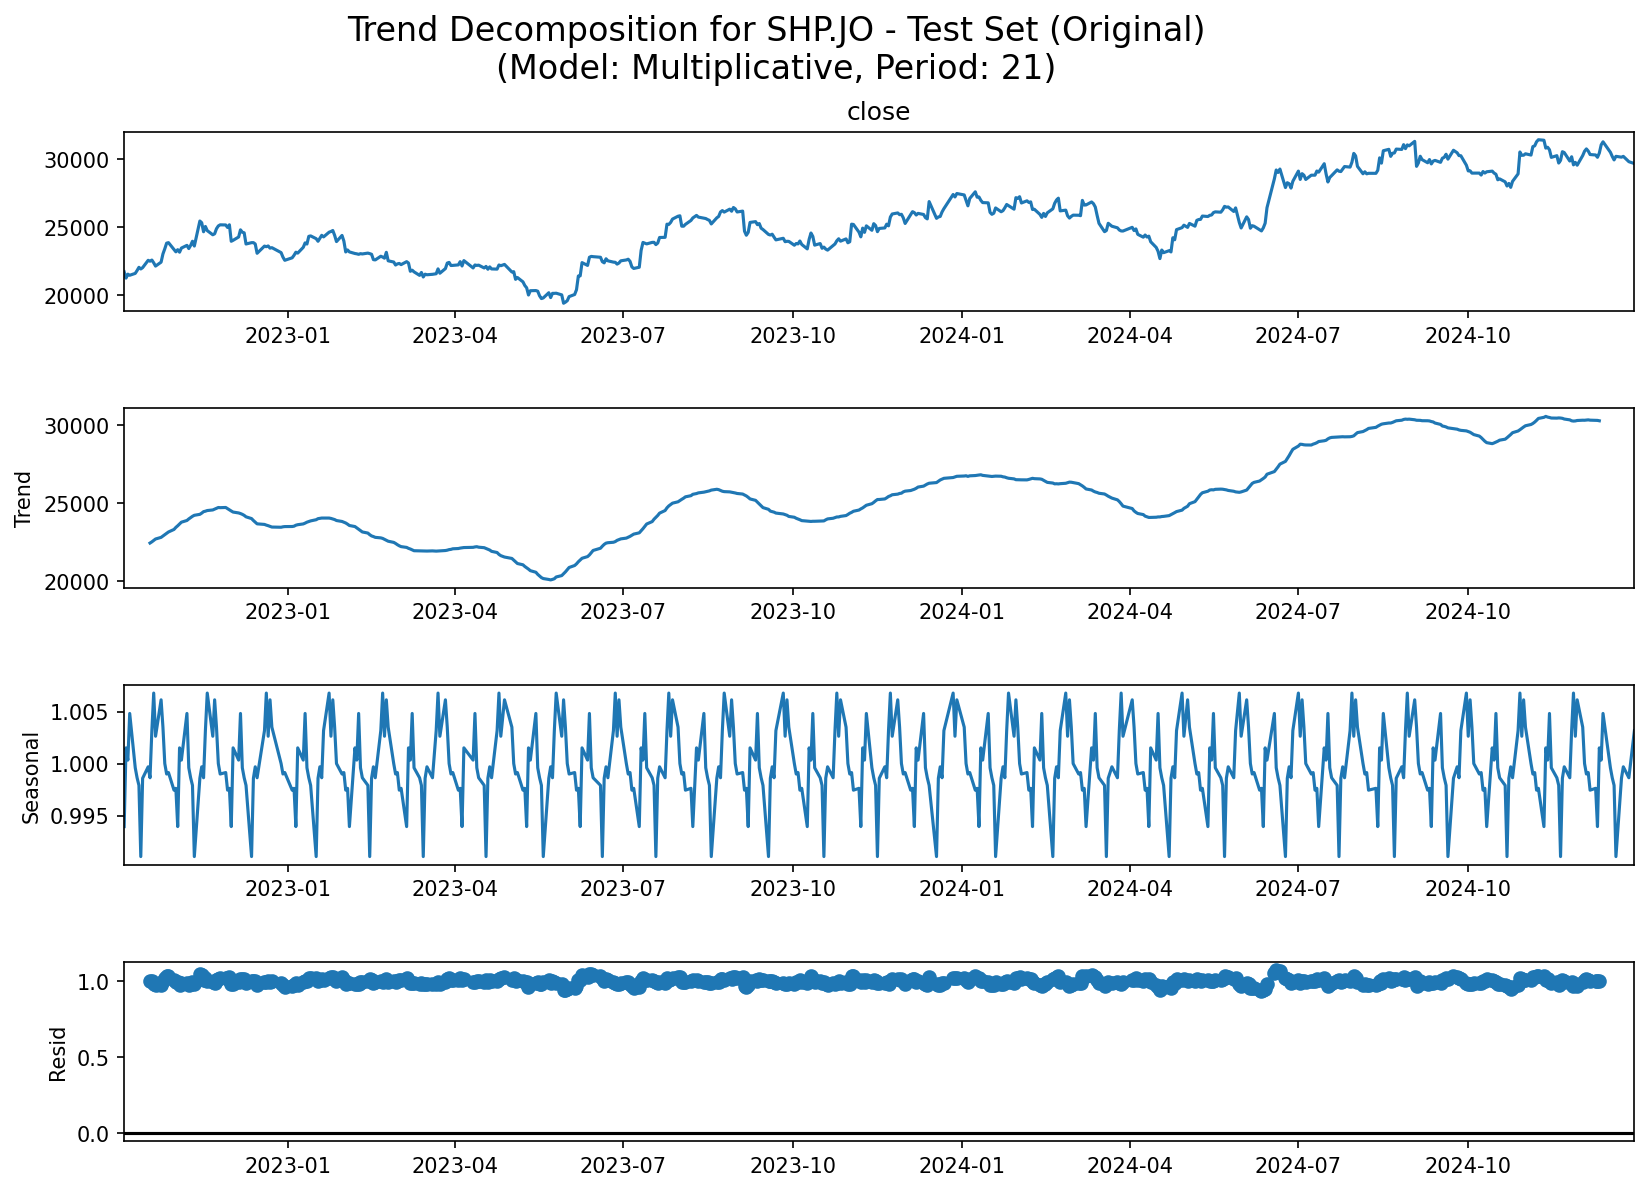 Trend Decomposition for SHP.JO - Test Set (Original)
(Model: Multiplicative, Period: 21)
close
30000
25000
20000
2023-01 2023-04 2023-07 2023-10 2024-01 2024-04 2024-07 2024-10
Trend
30000
25000
20000
2023-01 2023-04 2023-07 2023-10 2024-01 2024-04 2024-07 2024-10
Seasonal
1.005
1.000
0.995
2023-01 2023-04 2023-07 2023-10 2024-01 2024-04 2024-07 2024-10
Resid
1.0
0.5
0.0
2023-01 2023-04 2023-07 2023-10 2024-01 2024-04 2024-07 2024-10